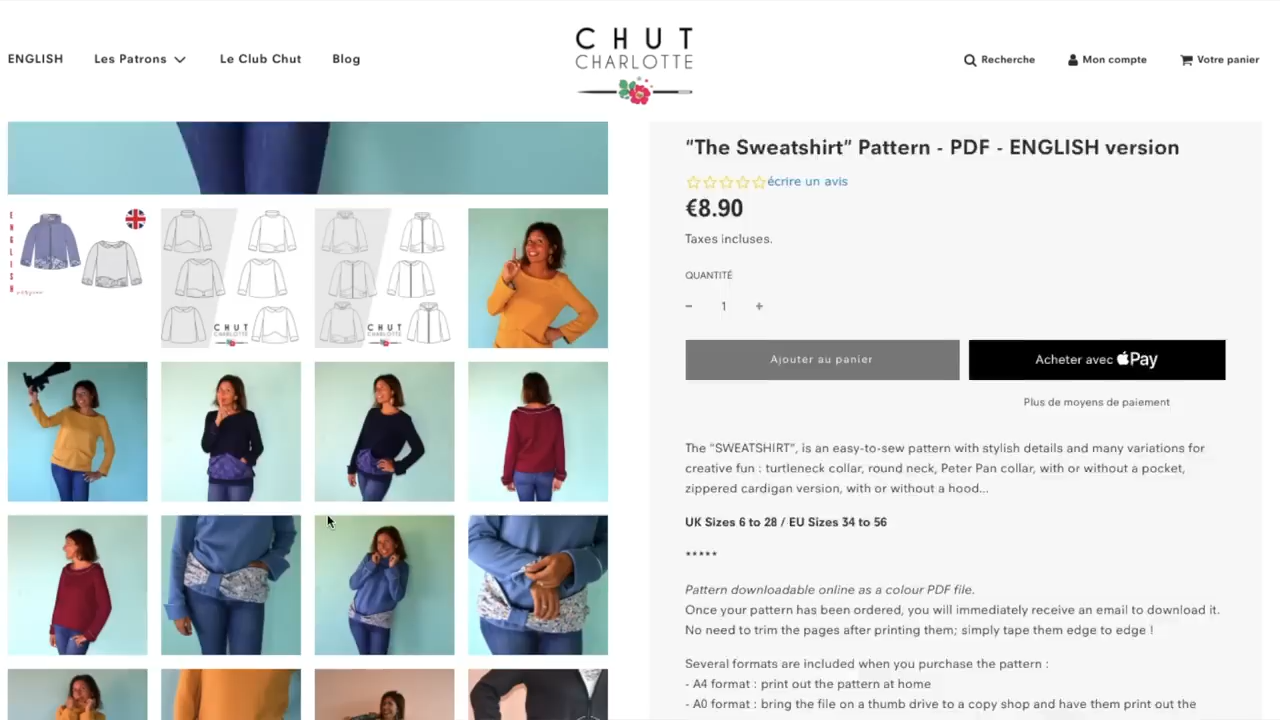 ENGLISH
Les Patrons
Le Club Chut
Blog
CHUT
CHARLOTTE
Recherche
Mon compte
Votre panier
"The Sweatshirt" Pattern - PDF - ENGLISH version
écrire un avis
€8.90
Taxes incluses.
QUANTITÉ
- 1 +
Ajouter au panier
Acheter avec Pay
Plus de moyens de paiement
The "SWEATSHIRT", is an easy-to-sew pattern with stylish details and many variations for
creative fun : turtleneck collar, round neck, Peter Pan collar, with or without a pocket,
zippered cardigan version, with or without a hood...
UK Sizes 6 to 28 / EU Sizes 34 to 56
*****
Pattern downloadable online as a colour PDF file.
Once your pattern has been ordered, you will immediately receive an email to download it.
No need to trim the pages after printing them; simply tape them edge to edge !
Several formats are included when you purchase the pattern :
- A4 format : print out the pattern at home
- A0 format : bring the file on a thumb drive to a copy shop and have them print out the
ENGLISH
CHUT
CHARLOTTE
CHUT
CHARLOTTE